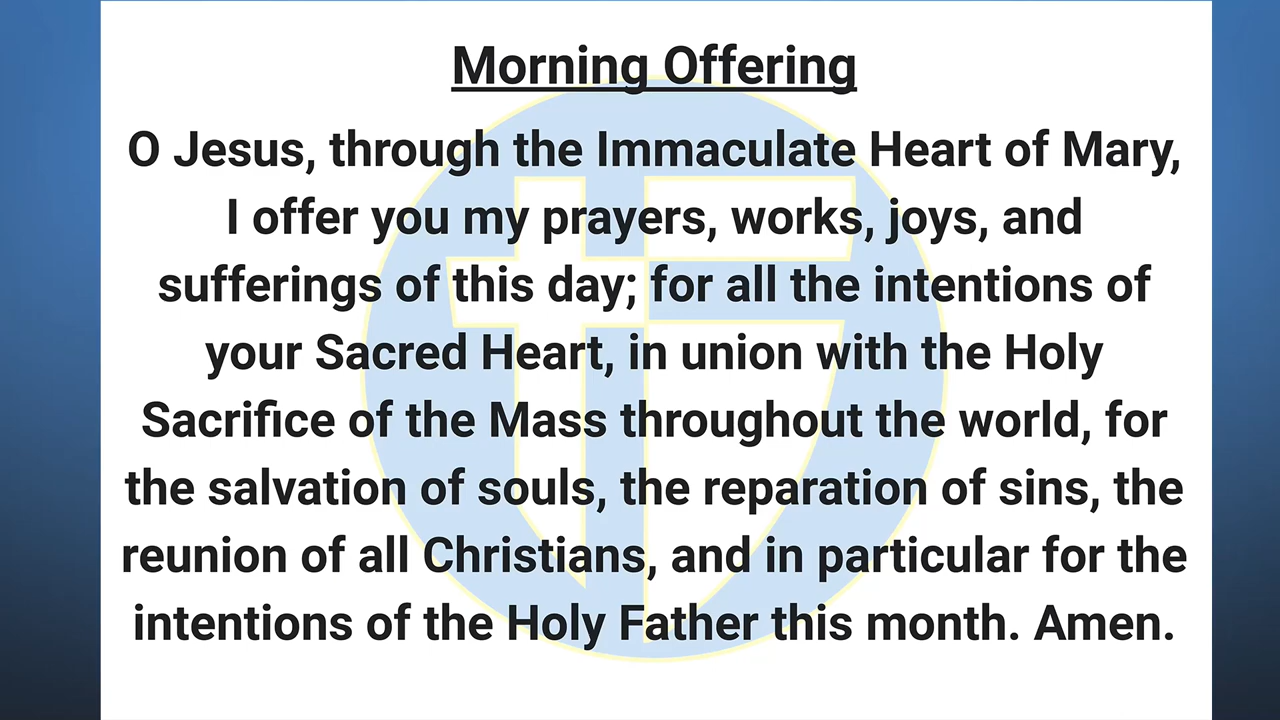 Morning Offering
O Jesus, through the Immaculate Heart of Mary,
I offer you my prayers, works, joys, and
sufferings of this day; for all the intentions of
your Sacred Heart, in union with the Holy
Sacrifice of the Mass throughout the world, for
the salvation of souls, the reparation of sins, the
reunion of all Christians, and in particular for the
intentions of the Holy Father this month. Amen.